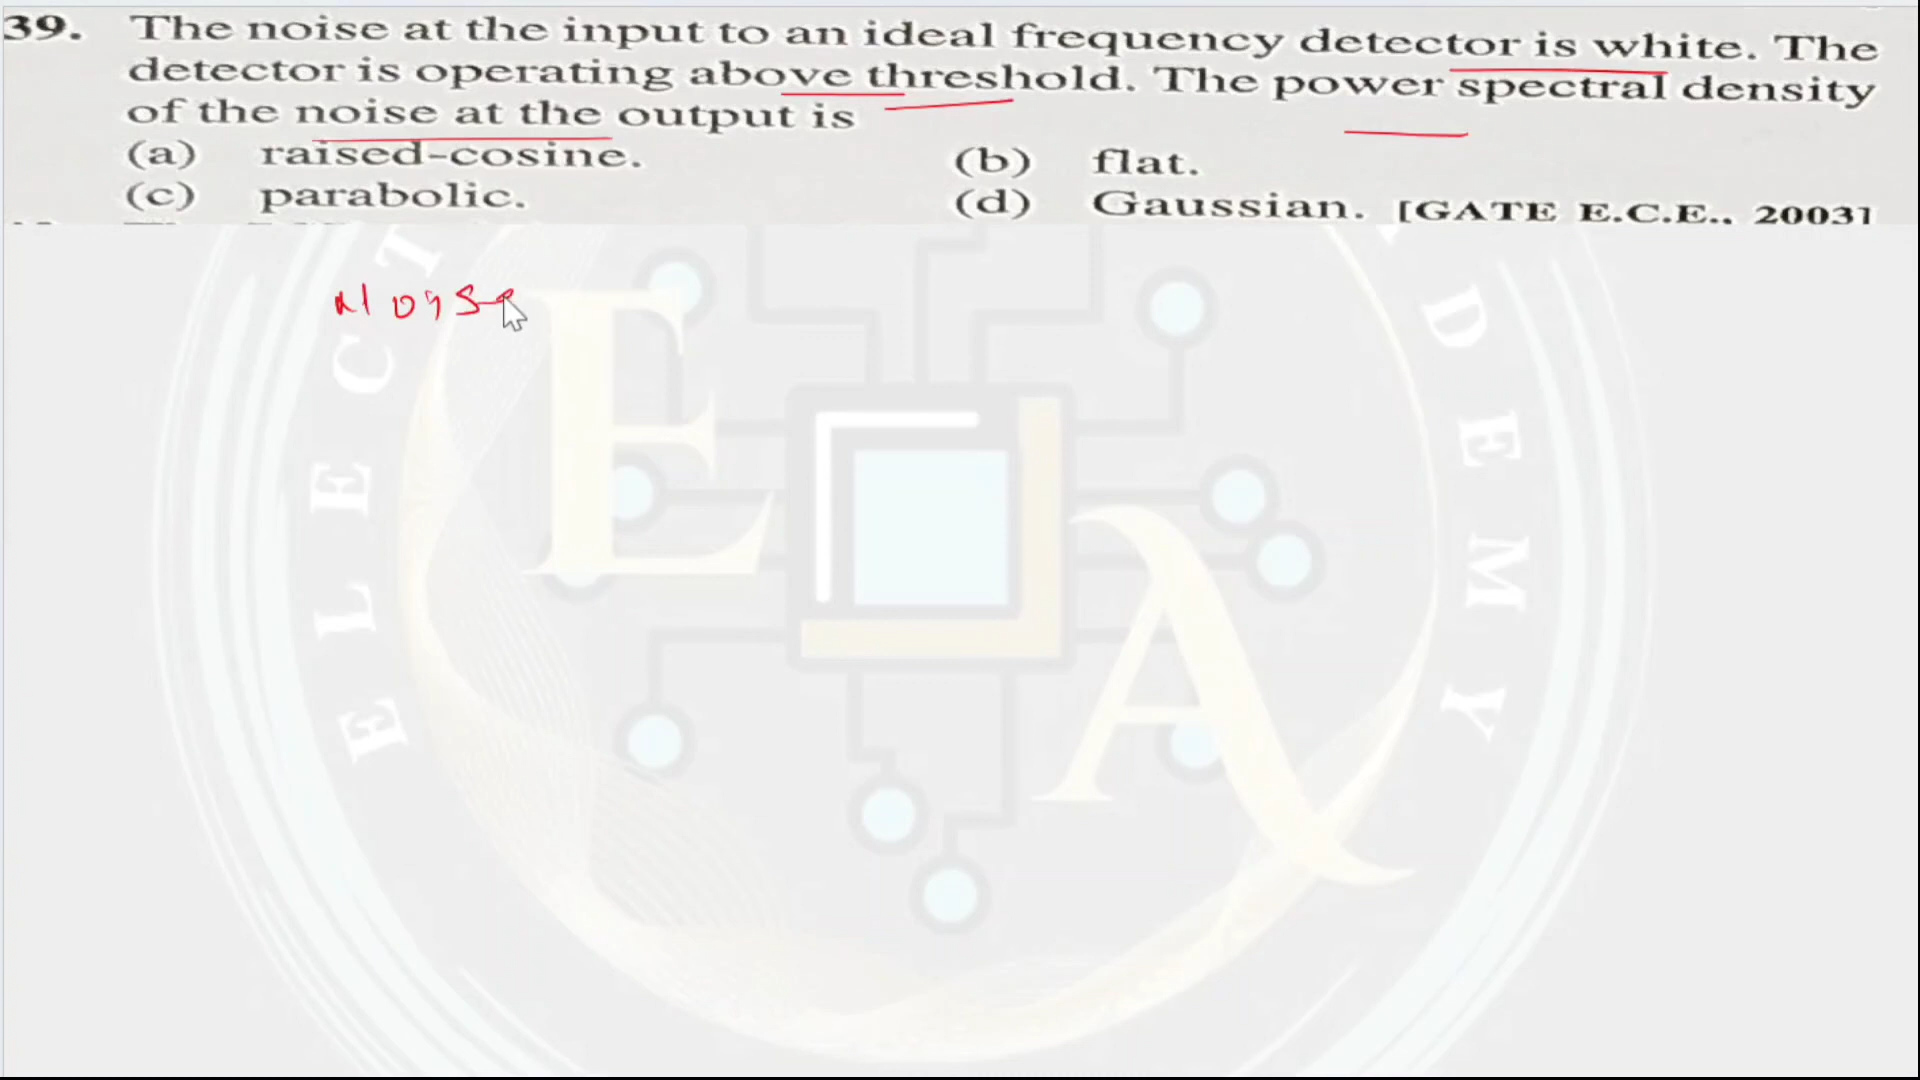 39. The noise at the input to an ideal frequency detector is white. The
detector is operating above threshold. The power spectral density
of the noise at the output is
(a) raised-cosine. (b) flat.
(c) parabolic. (d) Gaussian. [GATE E.C.E., 2003]
Noise
ELECT
DEMY
E A